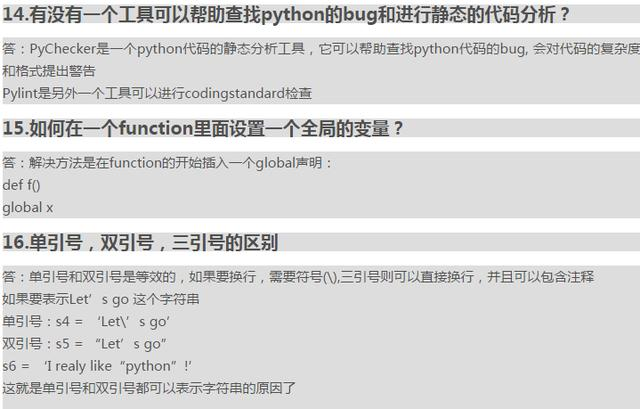 14.有没有一个工具可以帮助查找python的bug和进行静态的代码分析？
答：PyChecker是一个python代码的静态分析工具，它可以帮助查找python代码的bug, 会对代码的复杂度
和格式提出警告
Pylint是另外一个工具可以进行codingstandard检查
15.如何在一个function里面设置一个全局的变量？
答：解决方法是在function的开始插入一个global声明：
def f()
global x
16.单引号，双引号，三引号的区别
答：单引号和双引号是等效的，如果要换行，需要符号(\),三引号则可以直接换行，并且可以包含注释
如果要表示Let’s go 这个字符串
单引号：s4 = ‘Let\’s go’
双引号：s5 = “Let’s go”
s6 = ‘I realy like“python”!’
这就是单引号和双引号都可以表示字符串的原因了